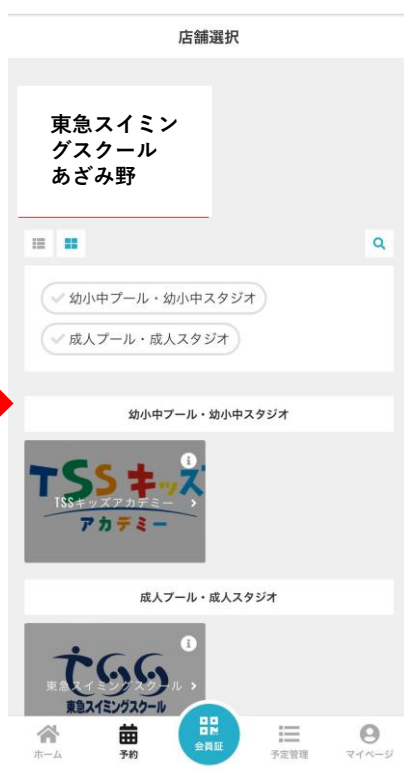 店舗選択
東急スイミン
グスクール
あざみ野
幼小中プール・幼小中スタジオ
成人プール・成人スタジオ
幼小中プール・幼小中スタジオ
TSSキッズ
TSSキッズアカデミー
アカデミー
成人プール・成人スタジオ
TSS
東急スイミングスクール
東急スイミングスクール
ホーム
予約
会員証
予定管理
マイページ